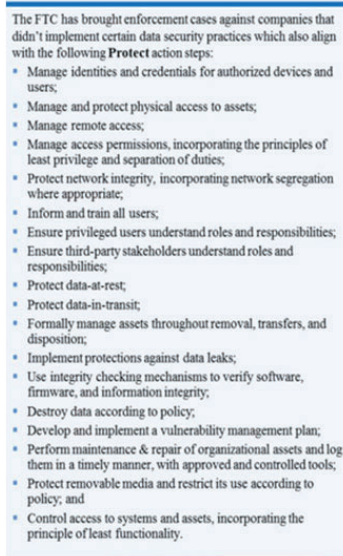 The FTC has brought enforcement cases against companies that
didn't implement certain data security practices which also align
with the following Protect action steps:
▪ Manage identities and credentials for authorized devices and
users;
▪ Manage and protect physical access to assets;
▪ Manage remote access;
▪ Manage access permissions, incorporating the principles of
least privilege and separation of duties;
▪ Protect network integrity, incorporating network segregation
where appropriate;
▪ Inform and train all users;
▪ Ensure privileged users understand roles and responsibilities;
▪ Ensure third-party stakeholders understand roles and
responsibilities;
▪ Protect data-at-rest;
▪ Protect data-in-transit;
▪ Formally manage assets throughout removal, transfers, and
disposition;
▪ Implement protections against data leaks;
▪ Use integrity checking mechanisms to verify software,
firmware, and information integrity;
▪ Destroy data according to policy;
▪ Develop and implement a vulnerability management plan;
▪ Perform maintenance & repair of organizational assets and log
them in a timely manner, with approved and controlled tools;
▪ Protect removable media and restrict its use according to
policy; and
▪ Control access to systems and assets, incorporating the
principle of least functionality.